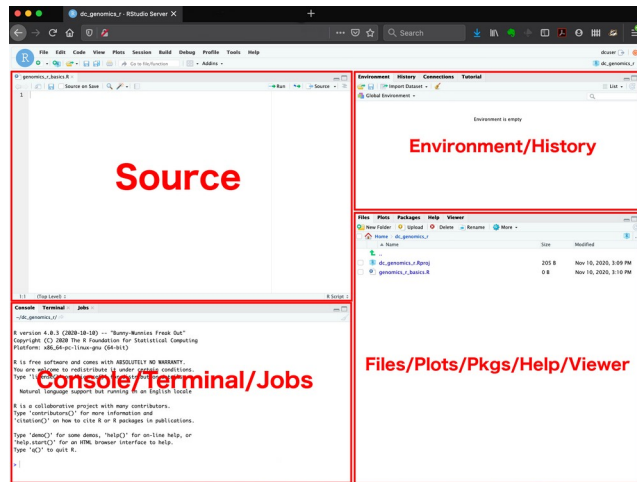 dc_genomics_r - RStudio Server
Search
File Edit Code View Plots Session Build Debug Profile Tools Help
dcuser
Go to file/function
Addins
dc_genomics_r
genomics_r_basics.R
Source on Save
Run
Source
1
Source
1:1 (Top Level)
R Script
Environment History Connections Tutorial
Import Dataset
List
Global Environment
Environment is empty
Environment/History
Console Terminal Jobs
~/dc_genomics_r/
R version 4.0.3 (2020-10-10) -- "Bunny-Wunnies Freak Out"
Copyright (C) 2020 The R Foundation for Statistical Computing
Platform: x86_64-pc-linux-gnu (64-bit)
R is free software and comes with ABSOLUTELY NO WARRANTY.
You are welcome to redistribute it under certain conditions.
Type 'license()'
Console/Terminal/Jobs
Natural language support but running in an English locale
R is a collaborative project with many contributors.
Type 'contributors()' for more information and
'citation()' on how to cite R or R packages in publications.
Type 'demo()' for some demos, 'help()' for on-line help, or
'help.start()' for an HTML browser interface to help.
Type 'q()' to quit R.
>
Files Plots Packages Help Viewer
New Folder Upload Delete Rename More
Home dc_genomics_r
Name Size Modified
..
dc_genomics_r.Rproj 205 B Nov 10, 2020, 3:09 PM
genomics_r_basics.R 0 B Nov 10, 2020, 3:10 PM
Files/Plots/Pkgs/Help/Viewer